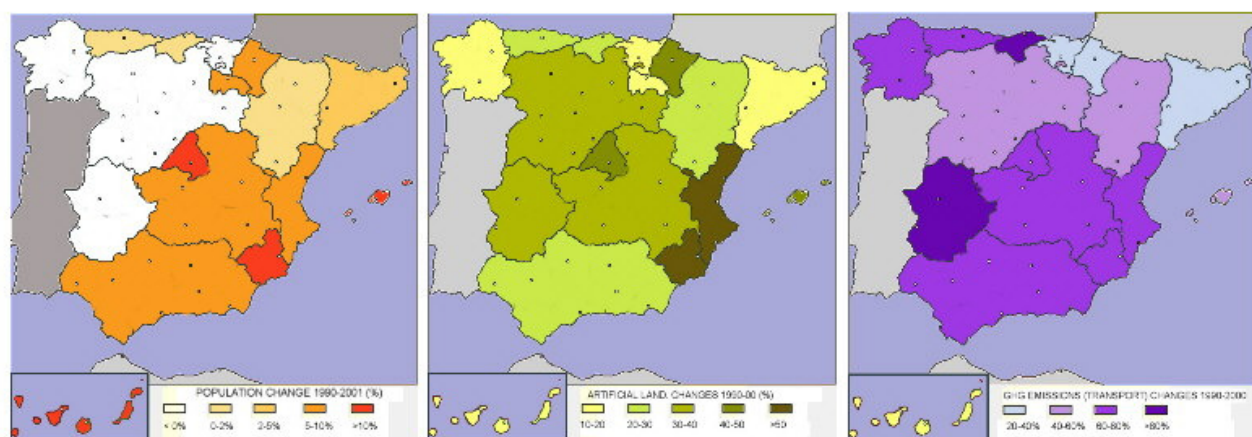 POPULATION CHANGE 1990-2001 (%)
< 0% 0-2% 2-5% 5-10% >10%
ARTIFICIAL LAND. CHANGES 1990-00 (%)
10-20 20-30 30-40 40-50 >50
GHG EMISSIONS (TRANSPORT) CHANGES 1990-2000
20-40% 40-60% 60-80% >80%